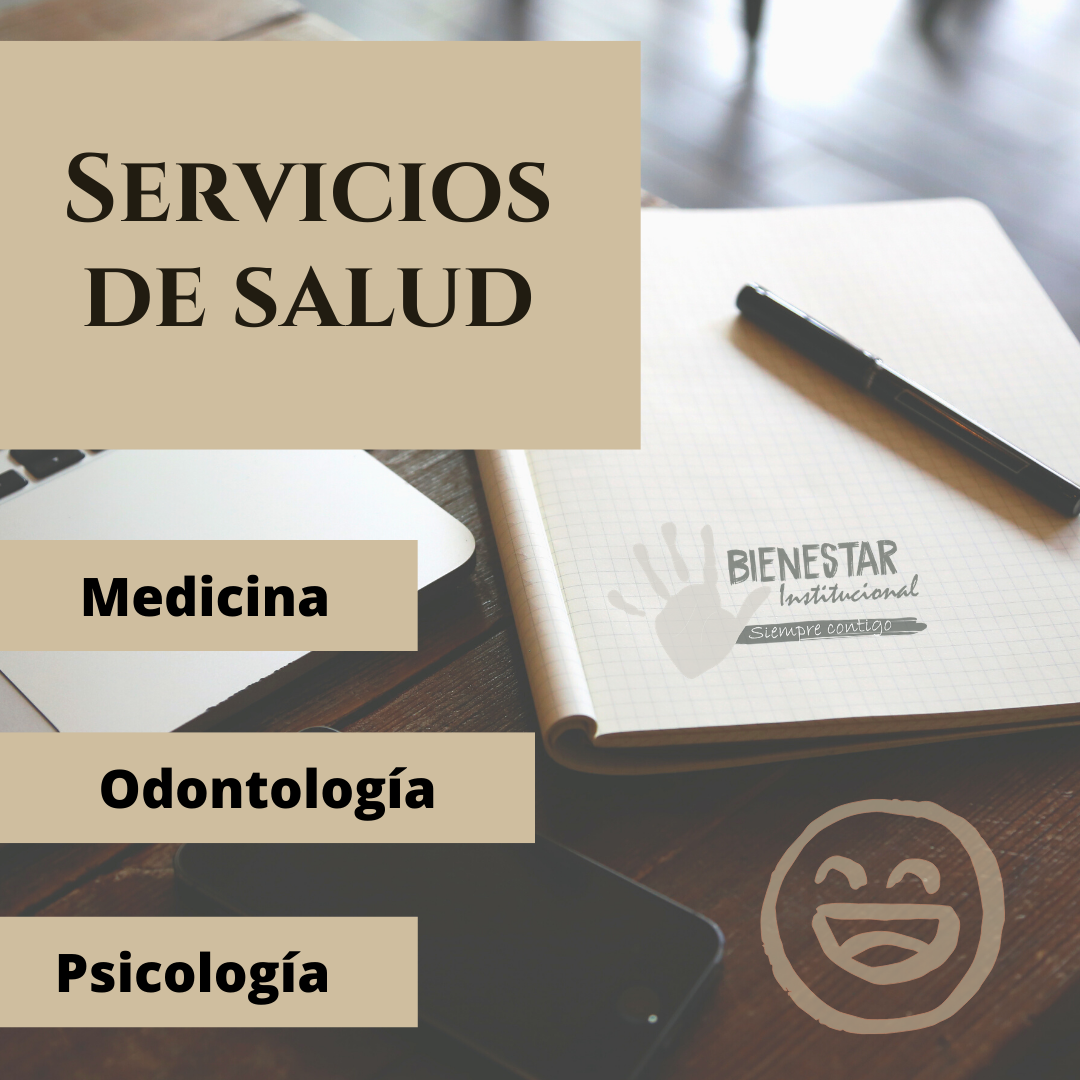 Servicios
de salud
BIENESTAR
Institucional
Siempre contigo
Medicina
Odontología
Psicología